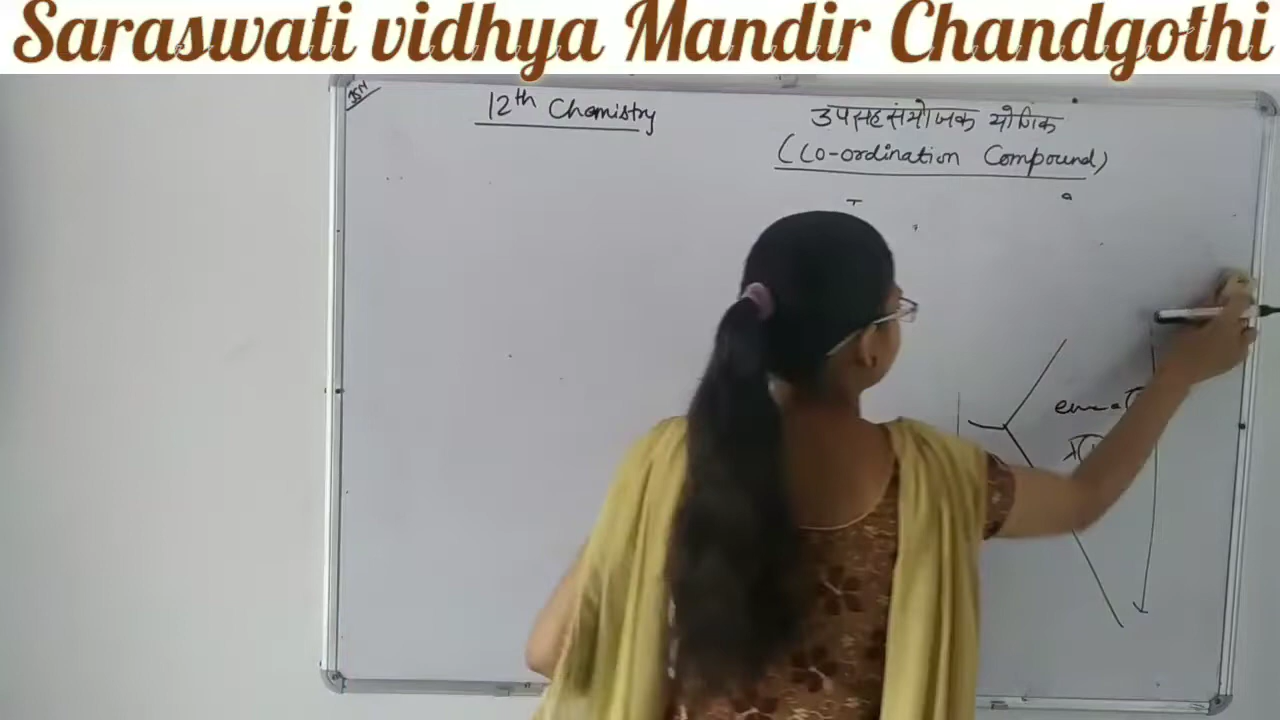 Saraswati vidhya Mandir Chandgothi
12th Chemistry
उपसहसंयोजक यौगिक
(Co-ordination Compound)